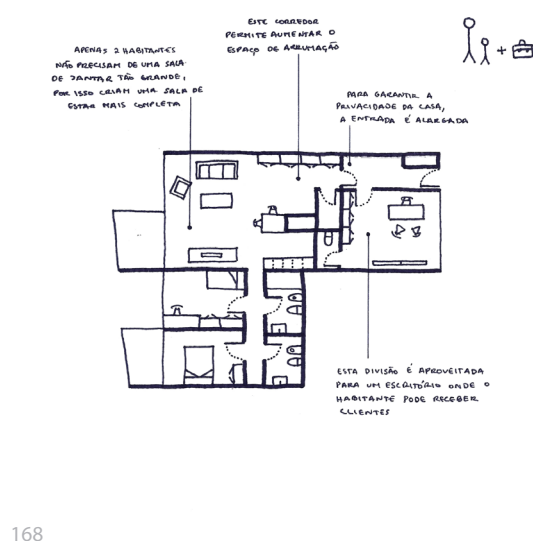 APENAS 2 HABITANTES
NÃO PRECISAM DE UMA SALA
DE JANTAR TÃO GRANDE,
POR ISSO CRIAM UMA SALA DE
ESTAR MAIS COMPLETA
ESTE CORREDOR
PERMITE AUMENTAR O
ESPAÇO DE ARRUMAÇÃO
+
PARA GARANTIR A
PRIVACIDADE DA CASA,
A ENTRADA É ALARGADA
ESTA DIVISÃO É APROVEITADA
PARA UM ESCRITÓRIO ONDE O
HABITANTE PODE RECEBER
CLIENTES
168